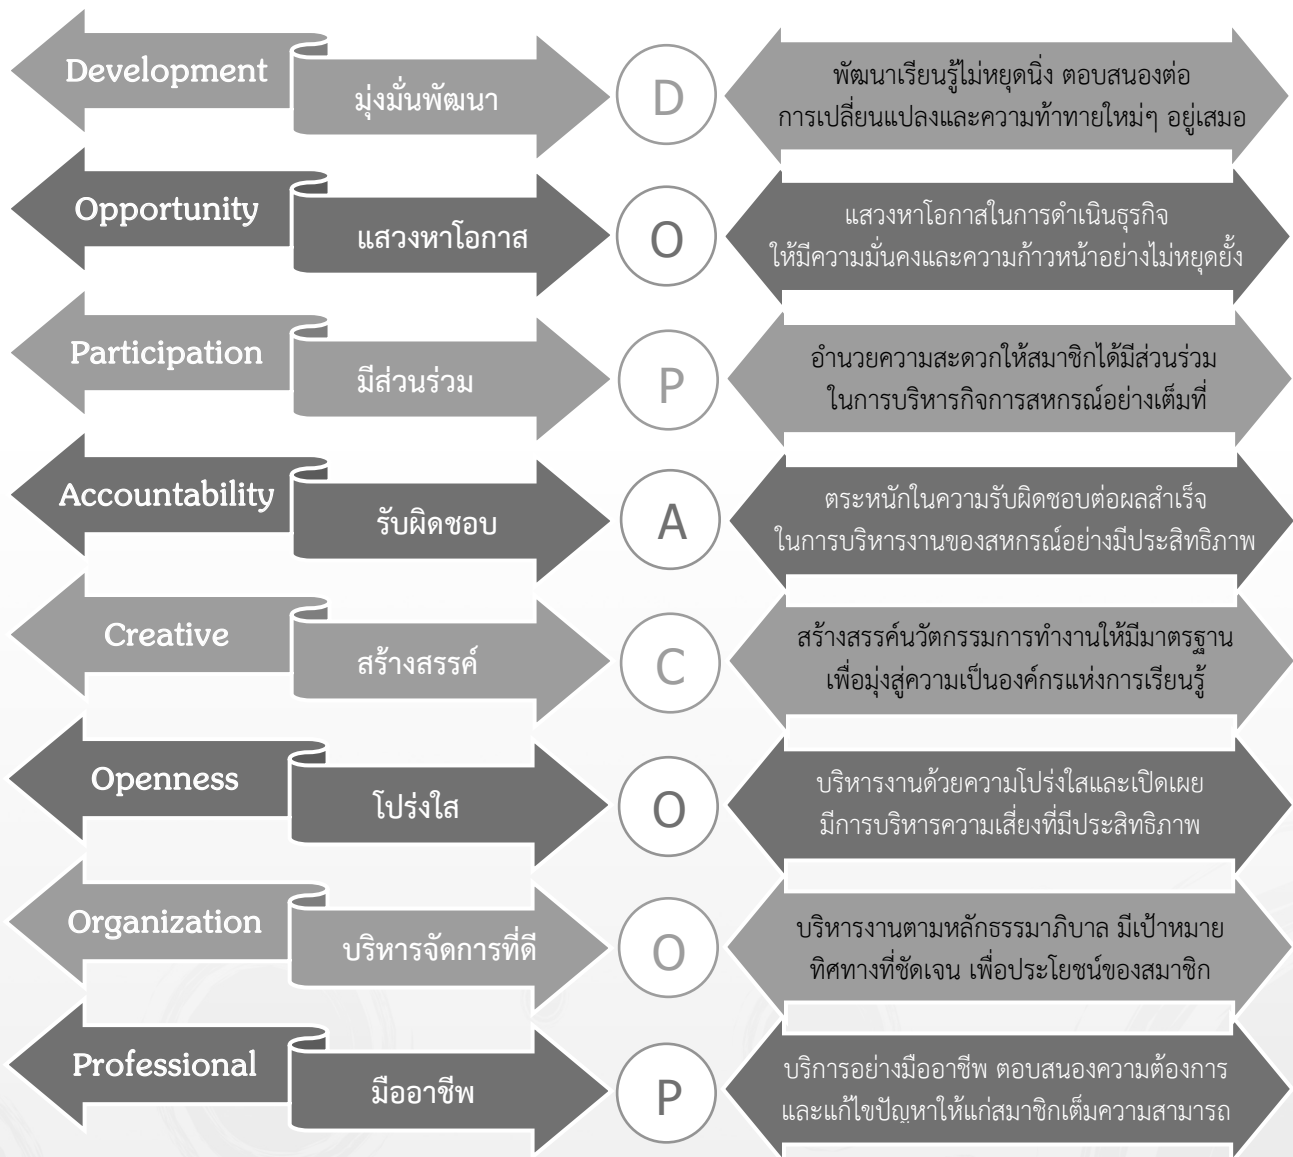 Development
มุ่งมั่นพัฒนา
D
พัฒนาเรียนรู้ไม่หยุดนิ่ง ตอบสนองต่อ
การเปลี่ยนแปลงและความท้าทายใหม่ๆ อยู่เสมอ
Opportunity
แสวงหาโอกาส
O
แสวงหาโอกาสในการดำเนินธุรกิจ
ให้มีความมั่นคงและความก้าวหน้าอย่างไม่หยุดยั้ง
Participation
มีส่วนร่วม
P
อำนวยความสะดวกให้สมาชิกได้มีส่วนร่วม
ในการบริหารกิจการสหกรณ์อย่างเต็มที่
Accountability
รับผิดชอบ
A
ตระหนักในความรับผิดชอบต่อผลสำเร็จ
ในการบริหารงานของสหกรณ์อย่างมีประสิทธิภาพ
Creative
สร้างสรรค์
C
สร้างสรรค์นวัตกรรมการทำงานให้มีมาตรฐาน
เพื่อมุ่งสู่ความเป็นองค์กรแห่งการเรียนรู้
Openness
โปร่งใส
O
บริหารงานด้วยความโปร่งใสและเปิดเผย
มีการบริหารความเสี่ยงที่มีประสิทธิภาพ
Organization
บริหารจัดการที่ดี
O
บริหารงานตามหลักธรรมาภิบาล มีเป้าหมาย
ทิศทางที่ชัดเจน เพื่อประโยชน์ของสมาชิก
Professional
มืออาชีพ
P
บริการอย่างมืออาชีพ ตอบสนองความต้องการ
และแก้ไขปัญหาให้แก่สมาชิกเต็มความสามารถ